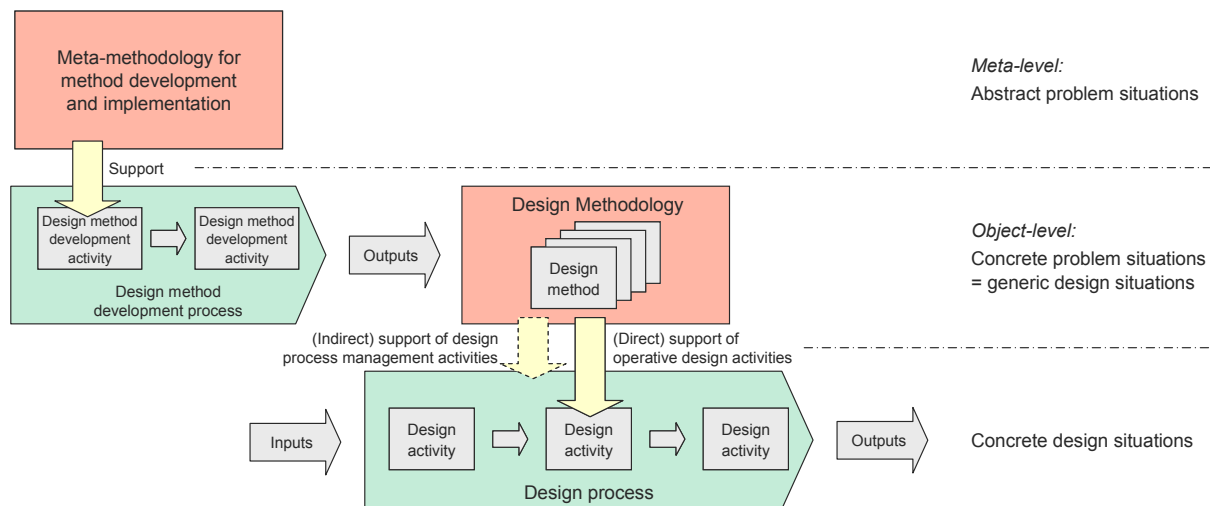 Meta-methodology for
method development
and implementation
Meta-level:
Abstract problem situations
Support
Design method
development
activity
Design method
development
activity
Design method
development process
Outputs
Design Methodology
Design
method
Object-level:
Concrete problem situations
= generic design situations
(Indirect) support of design
process management activities
(Direct) support of
operative design activities
Inputs
Design
activity
Design
activity
Design
activity
Design process
Outputs
Concrete design situations